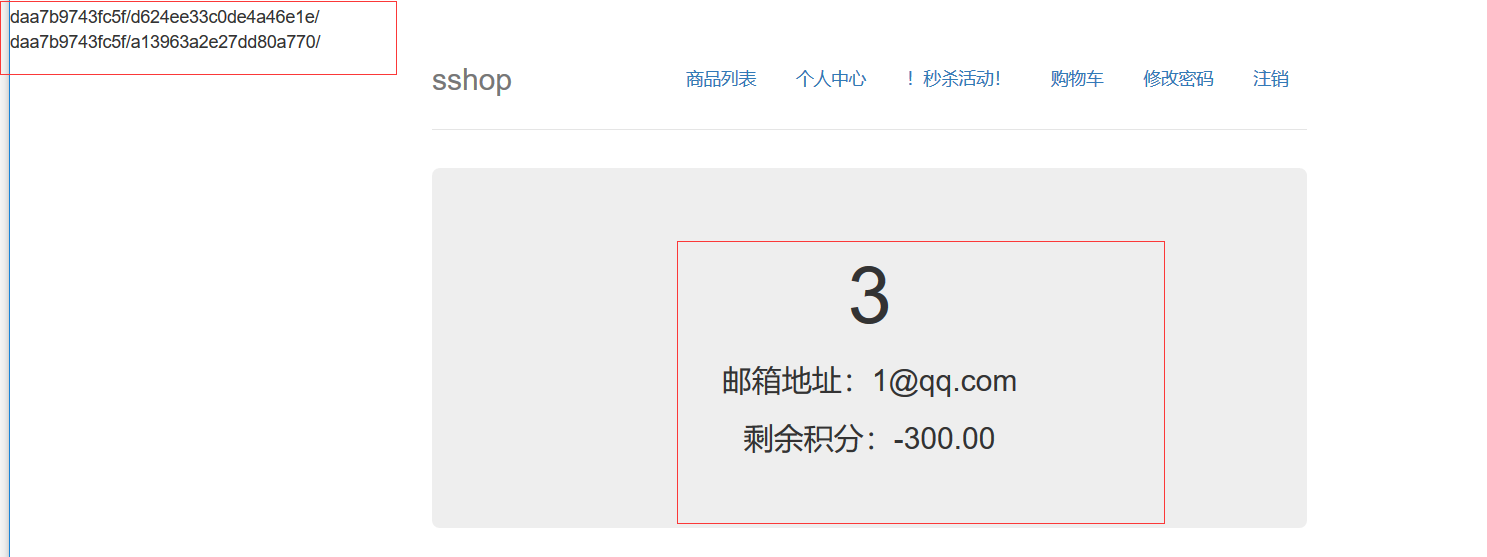 daa7b9743fc5f/d624ee33c0de4a46e1e/
daa7b9743fc5f/a13963a2e27dd80a770/
sshop 商品列表 个人中心 ！秒杀活动！ 购物车 修改密码 注销
3
邮箱地址：1@qq.com
剩余积分：-300.00